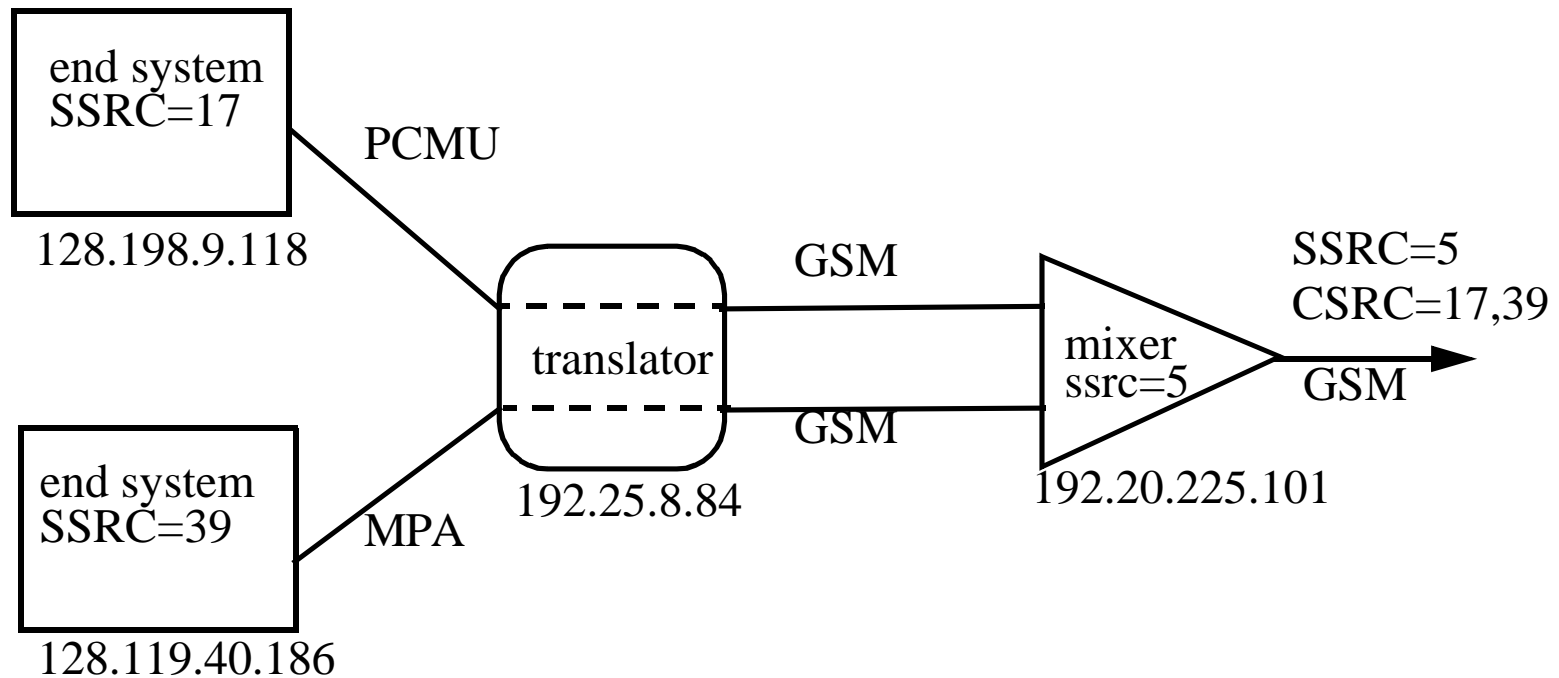 end system
SSRC=17
PCMU
128.198.9.118
GSM
SSRC=5
CSRC=17,39
translator
mixer
ssrc=5
GSM
GSM
end system
SSRC=39
192.25.8.84
192.20.225.101
MPA
128.119.40.186